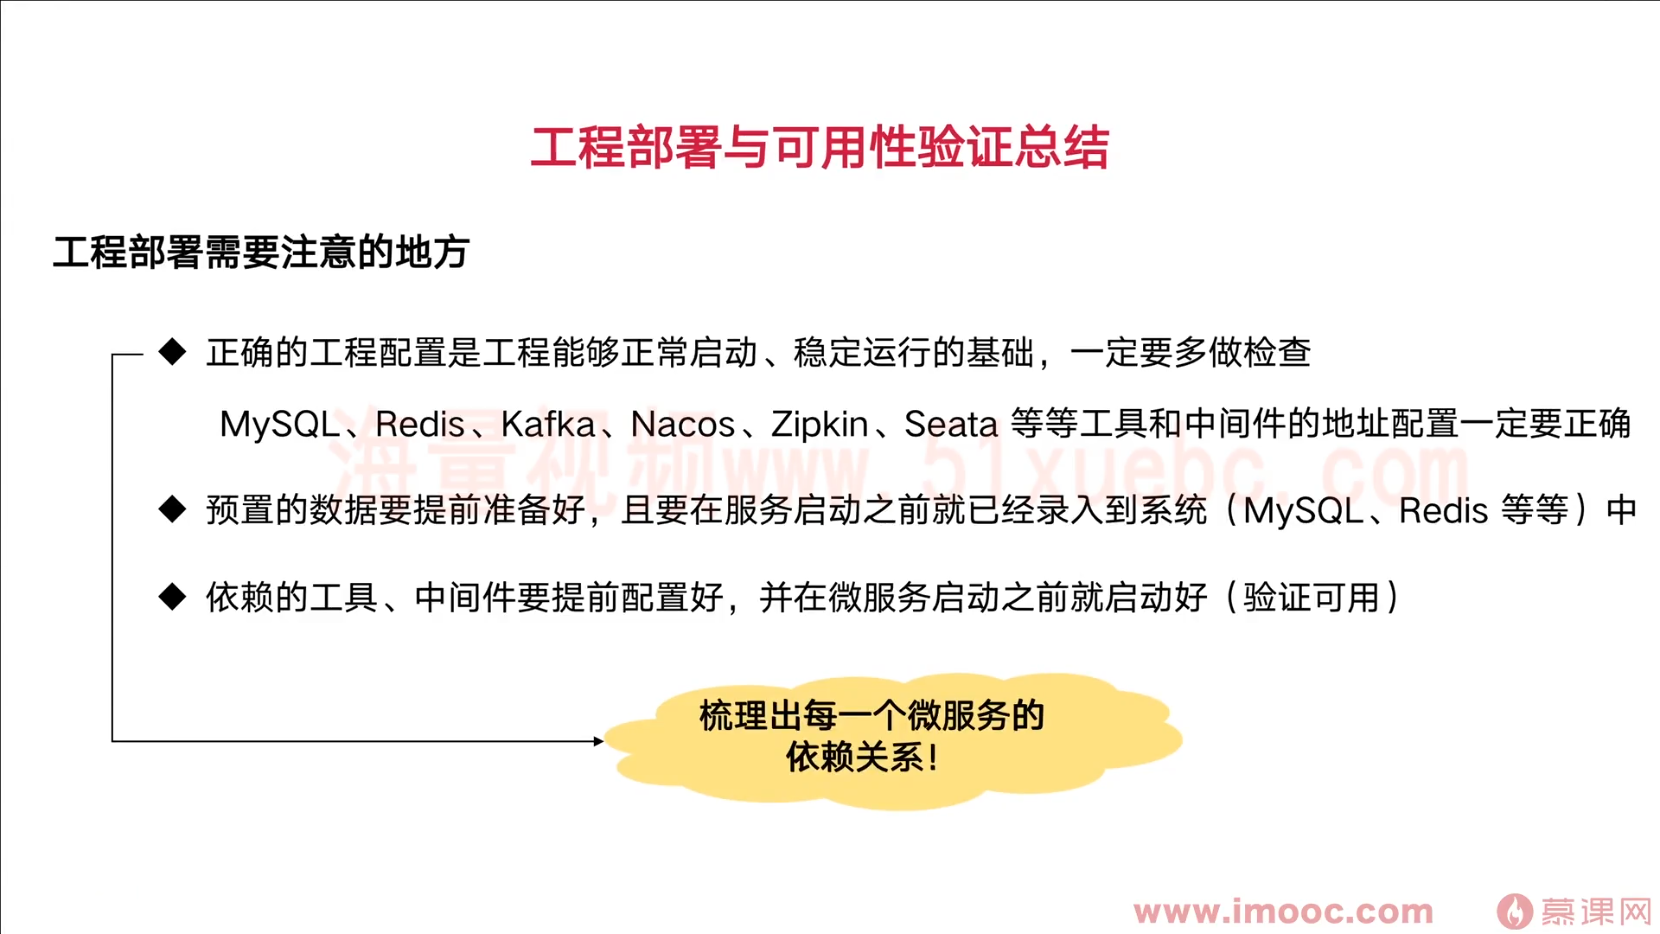 工程部署与可用性验证总结
工程部署需要注意的地方
◆ 正确的工程配置是工程能够正常启动、稳定运行的基础，一定要多做检查
MySQL、Redis、Kafka、Nacos、Zipkin、Seata 等等工具和中间件的地址配置一定要正确
海量视频www.51xuebc.com
◆ 预置的数据要提前准备好，且要在服务启动之前就已经录入到系统（MySQL、Redis 等等）中
◆ 依赖的工具、中间件要提前配置好，并在微服务启动之前就启动好（验证可用）
梳理出每一个微服务的
依赖关系！
www.imooc.com 慕课网